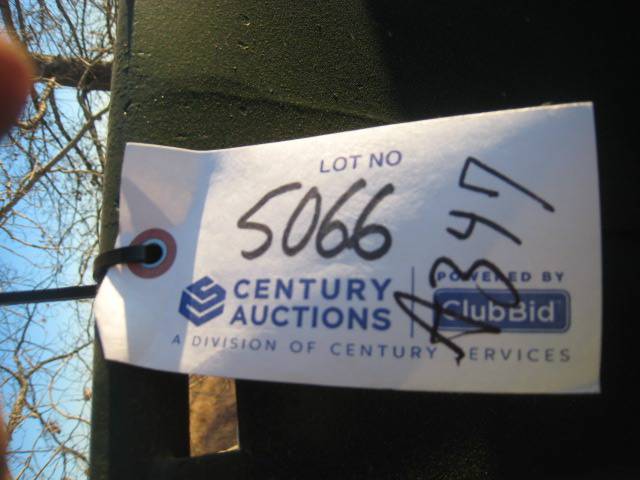 LOT NO
5066
A347
CENTURY
AUCTIONS
POWERED BY
ClubBid
A DIVISION OF CENTURY SERVICES